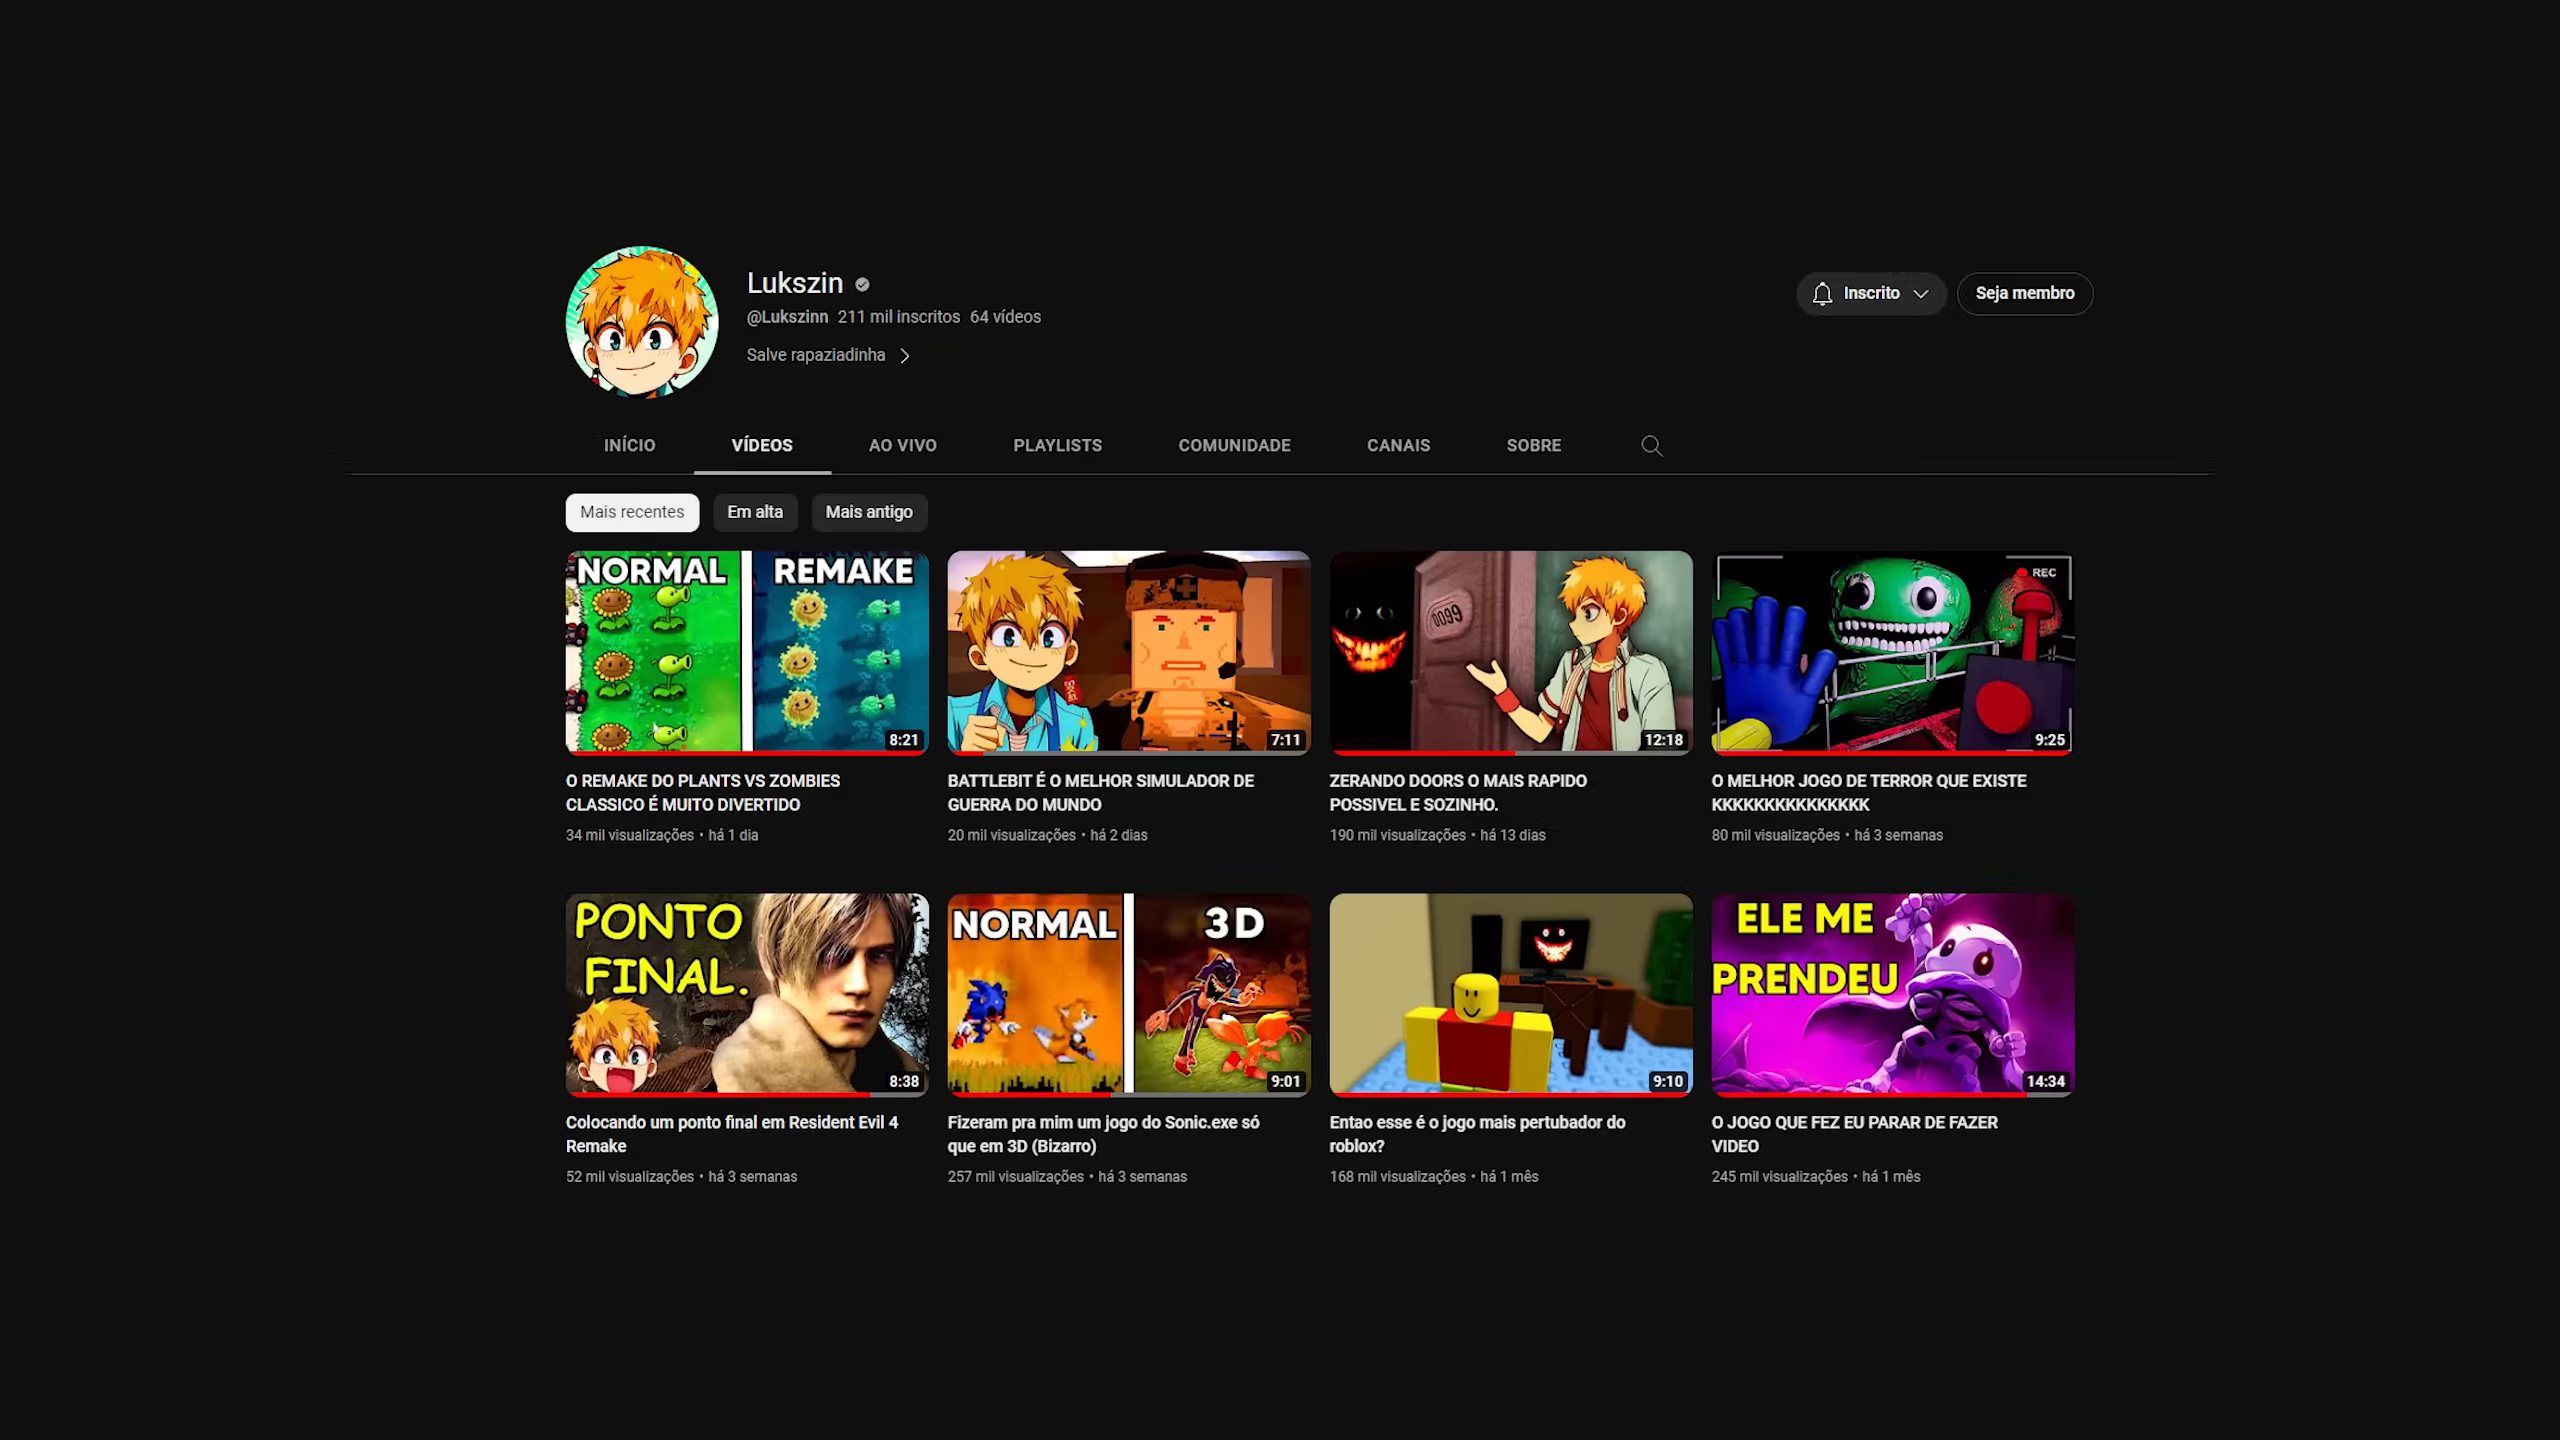 Lukszin
@Lukszinn 211 mil inscritos 64 vídeos
Salve rapaziadinha
Inscrito
Seja membro
INÍCIO VÍDEOS AO VIVO PLAYLISTS COMUNIDADE CANAIS SOBRE
Mais recentes Em alta Mais antigo
NORMAL REMAKE
8:21
7:11
0099
12:18
REC
9:25
O REMAKE DO PLANTS VS ZOMBIES
CLASSICO É MUITO DIVERTIDO
34 mil visualizações • há 1 dia
BATTLEBIT É O MELHOR SIMULADOR DE
GUERRA DO MUNDO
20 mil visualizações • há 2 dias
ZERANDO DOORS O MAIS RAPIDO
POSSIVEL E SOZINHO.
190 mil visualizações • há 13 dias
O MELHOR JOGO DE TERROR QUE EXISTE
KKKKKKKKKKKKKKK
80 mil visualizações • há 3 semanas
PONTO
FINAL.
8:38
NORMAL 3D
9:01
9:10
ELE ME
PRENDEU
14:34
Colocando um ponto final em Resident Evil 4
Remake
52 mil visualizações • há 3 semanas
Fizeram pra mim um jogo do Sonic.exe só
que em 3D (Bizarro)
257 mil visualizações • há 3 semanas
Entao esse é o jogo mais pertubador do
roblox?
168 mil visualizações • há 1 mês
O JOGO QUE FEZ EU PARAR DE FAZER
VIDEO
245 mil visualizações • há 1 mês